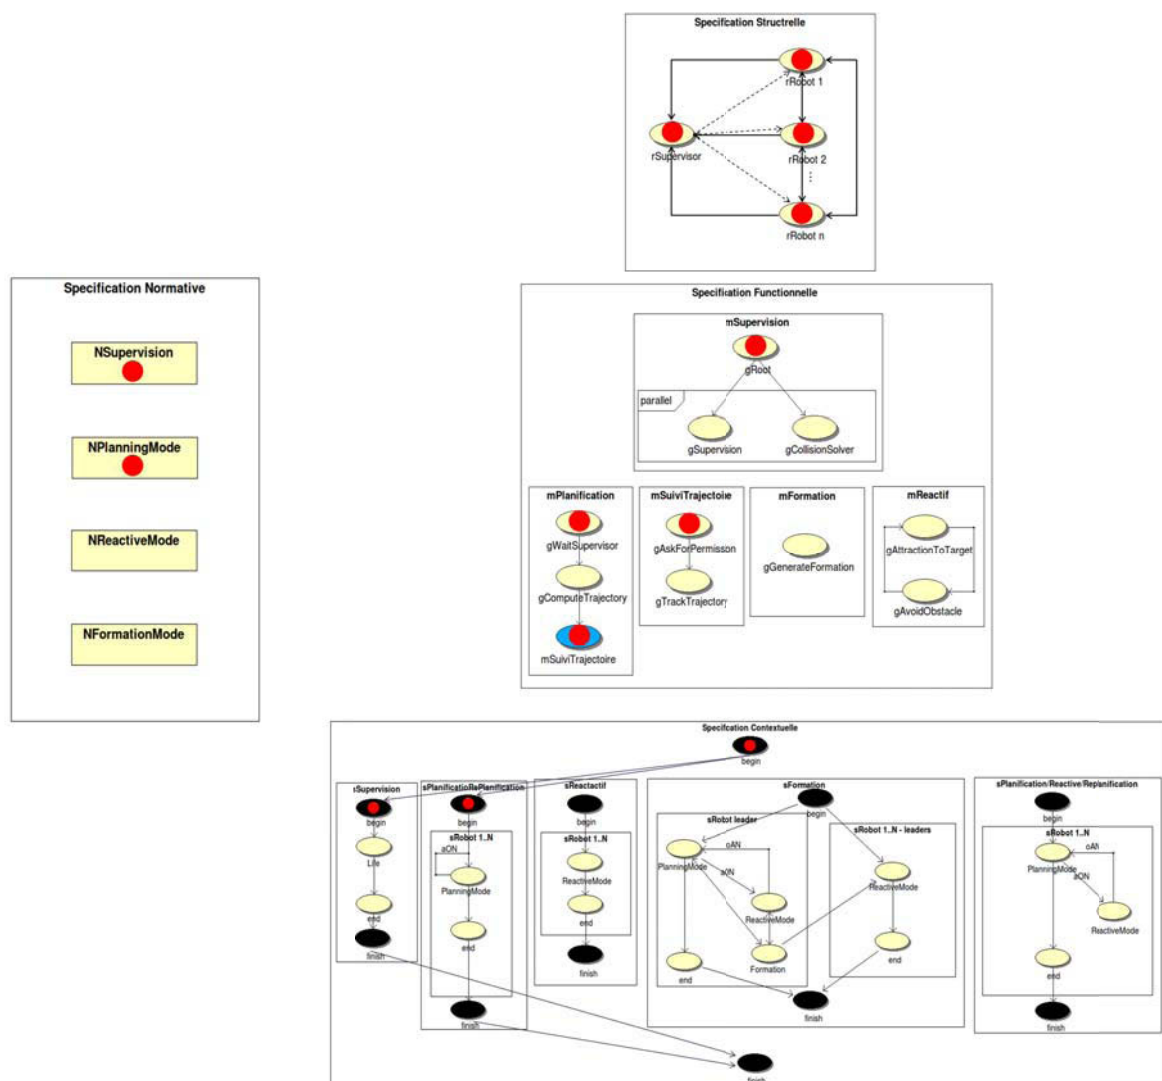 Specifcation Structrelle
rRobot 1
rSupervisor
rRobot 2
rRobot n
Specification Normative
NSupervision
NPlanningMode
NReactiveMode
NFormationMode
Specification Functionnelle
mSupervision
gRoot
parallel
gSupervision
gCollisionSolver
mPlanification
gWaitSupervisor
gComputeTrajectory
mSuiviTrajectoire
mSuiviTrajectoire
gAskForPermisson
gTrackTrajectory
mFormation
gGenerateFormation
mReactif
gAttractionToTarget
gAvoidObstacle
Specifcation Contextuelle
begin
sSupervision
begin
Life
end
finish
sPlanificatioRePlanification
begin
sRobot 1..N
aON
PlanningMode
end
finish
sReactactif
begin
sRobot 1..N
ReactiveMode
end
finish
sFormation
begin
sRobot leader
oAN
PlanningMode
aON
ReactiveMode
Formation
end
sRobot 1..N - leaders
ReactiveMode
end
finish
sPlanification/Reactive/Replanification
begin
sRobot 1..N
oAN
PlanningMode
aON
ReactiveMode
end
finish
finish